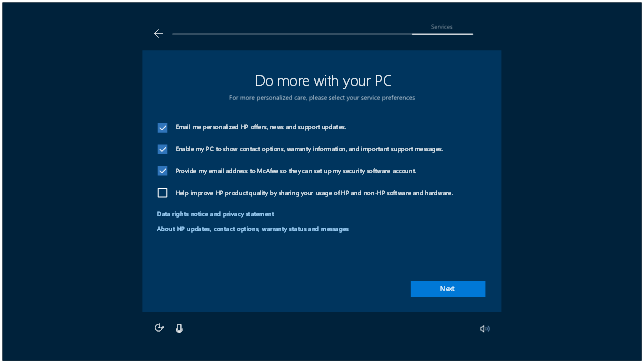 Services
Do more with your PC
For more personalized care, please select your service preferences
Email me personalized HP offers, news and support updates.
Enable my PC to show contact options, warranty information, and important support messages.
Provide my email address to McAfee so they can set up my security software account.
Help improve HP product quality by sharing your usage of HP and non-HP software and hardware.
Data rights notice and privacy statement
About HP updates, contact options, warranty status and messages
Next